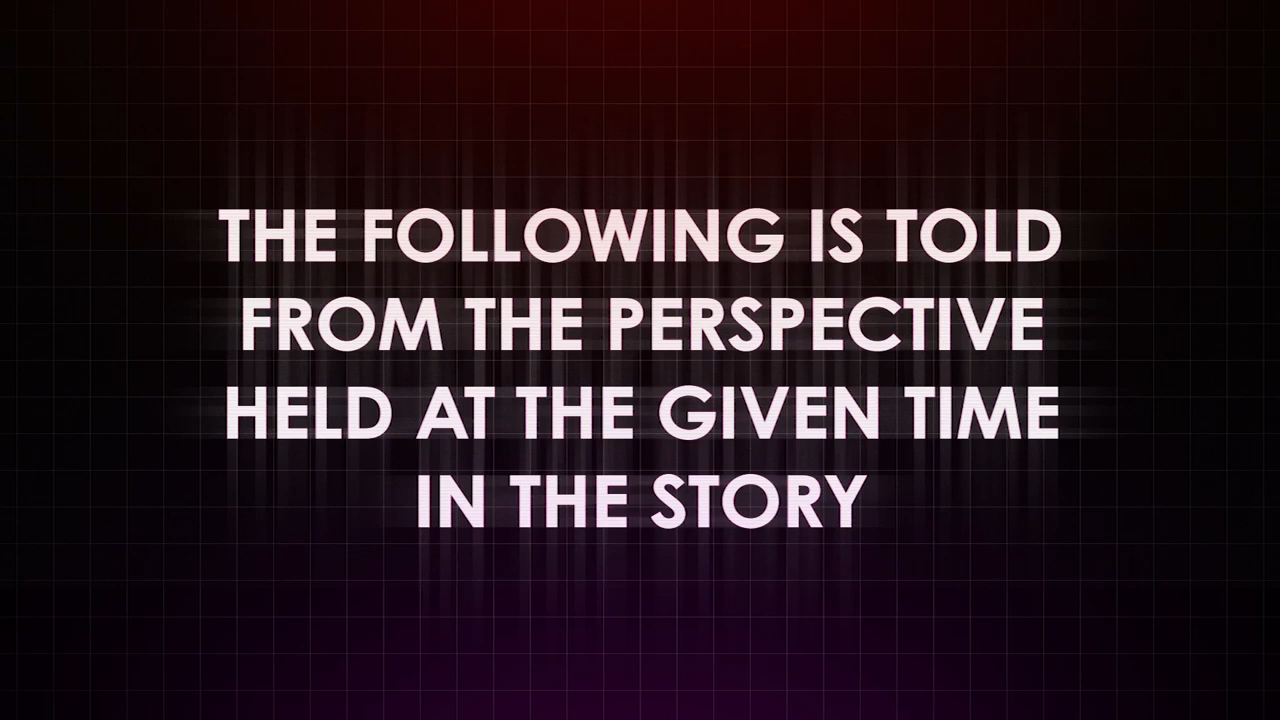 THE FOLLOWING IS TOLD
FROM THE PERSPECTIVE
HELD AT THE GIVEN TIME
IN THE STORY